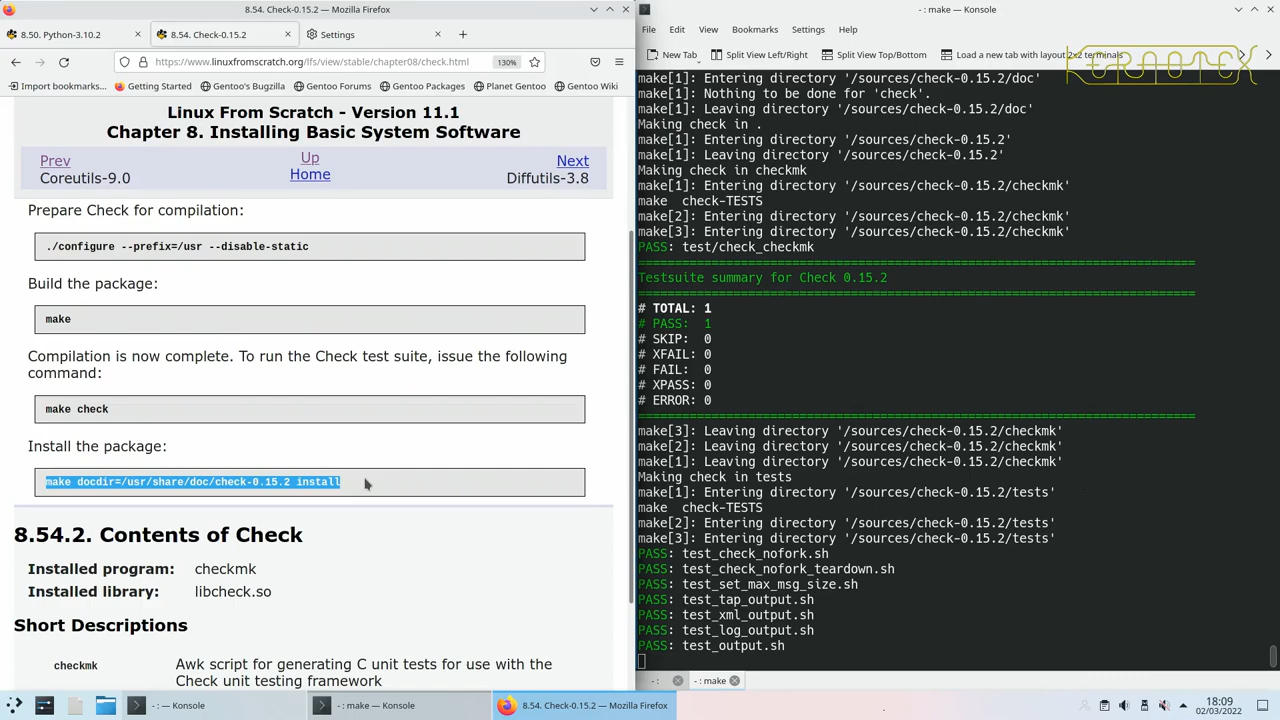 8.54. Check-0.15.2 — Mozilla Firefox
8.50. Python-3.10.2
8.54. Check-0.15.2
Settings
https://www.linuxfromscratch.org/lfs/view/stable/chapter08/check.html
130%
Import bookmarks...
Getting Started
Gentoo's Bugzilla
Gentoo Forums
Gentoo Packages
Planet Gentoo
Gentoo Wiki
Linux From Scratch - Version 11.1
Chapter 8. Installing Basic System Software
Prev
Up
Next
Coreutils-9.0
Home
Diffutils-3.8
Prepare Check for compilation:
./configure --prefix=/usr --disable-static
Build the package:
make
Compilation is now complete. To run the Check test suite, issue the following
command:
make check
Install the package:
make docdir=/usr/share/doc/check-0.15.2 install
8.54.2. Contents of Check
Installed program: checkmk
Installed library: libcheck.so
Short Descriptions
checkmk
Awk script for generating C unit tests for use with the
Check unit testing framework
- : make — Konsole
File Edit View Bookmarks Settings Help
New Tab
Split View Left/Right
Split View Top/Bottom
Load a new tab with layout 2x2 terminals
KERNOTEX
make[1]: Entering directory '/sources/check-0.15.2/doc'
make[1]: Nothing to be done for 'check'.
make[1]: Leaving directory '/sources/check-0.15.2/doc'
Making check in .
make[1]: Entering directory '/sources/check-0.15.2'
make[1]: Leaving directory '/sources/check-0.15.2'
Making check in checkmk
make[1]: Entering directory '/sources/check-0.15.2/checkmk'
make  check-TESTS
make[2]: Entering directory '/sources/check-0.15.2/checkmk'
make[3]: Entering directory '/sources/check-0.15.2/checkmk'
PASS: test/check_checkmk
============================================================================
Testsuite summary for Check 0.15.2
============================================================================
# TOTAL: 1
# PASS:  1
# SKIP:  0
# XFAIL: 0
# FAIL:  0
# XPASS: 0
# ERROR: 0
============================================================================
make[3]: Leaving directory '/sources/check-0.15.2/checkmk'
make[2]: Leaving directory '/sources/check-0.15.2/checkmk'
make[1]: Leaving directory '/sources/check-0.15.2/checkmk'
Making check in tests
make[1]: Entering directory '/sources/check-0.15.2/tests'
make  check-TESTS
make[2]: Entering directory '/sources/check-0.15.2/tests'
make[3]: Entering directory '/sources/check-0.15.2/tests'
PASS: test_check_nofork.sh
PASS: test_check_nofork_teardown.sh
PASS: test_set_max_msg_size.sh
PASS: test_tap_output.sh
PASS: test_xml_output.sh
PASS: test_log_output.sh
PASS: test_output.sh
- :
- : make
- : — Konsole
- : make — Konsole
8.54. Check-0.15.2 — Mozilla Firefox
18:09
02/03/2022